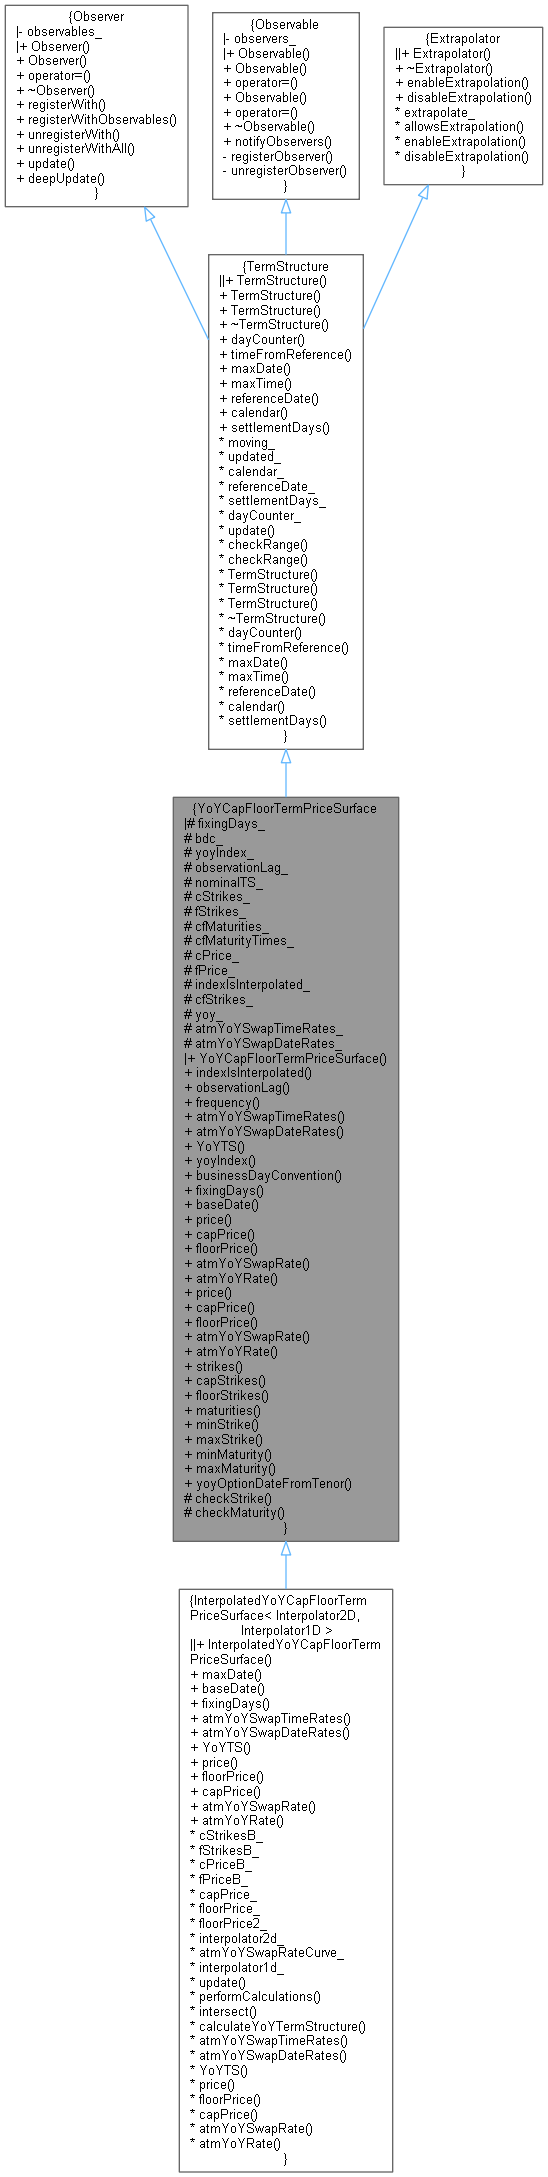 {Observer
|- observables_
|+ Observer()
+ Observer()
+ operator=()
+ ~Observer()
+ registerWith()
+ registerWithObservables()
+ unregisterWith()
+ unregisterWithAll()
+ update()
+ deepUpdate()
}
{Observable
|- observers_
|+ Observable()
+ Observable()
+ operator=()
+ Observable()
+ operator=()
+ ~Observable()
+ notifyObservers()
- registerObserver()
- unregisterObserver()
}
{Extrapolator
||+ Extrapolator()
+ ~Extrapolator()
+ enableExtrapolation()
+ disableExtrapolation()
* extrapolate_
* allowsExtrapolation()
* enableExtrapolation()
* disableExtrapolation()
}
{TermStructure
||+ TermStructure()
+ TermStructure()
+ TermStructure()
+ ~TermStructure()
+ dayCounter()
+ timeFromReference()
+ maxDate()
+ maxTime()
+ referenceDate()
+ calendar()
+ settlementDays()
* moving_
* updated_
* calendar_
* referenceDate_
* settlementDays_
* dayCounter_
* update()
* checkRange()
* checkRange()
* TermStructure()
* TermStructure()
* TermStructure()
* ~TermStructure()
* dayCounter()
* timeFromReference()
* maxDate()
* maxTime()
* referenceDate()
* calendar()
* settlementDays()
}
{YoYCapFloorTermPriceSurface
|# fixingDays_
# bdc_
# yoyIndex_
# observationLag_
# nominalTS_
# cStrikes_
# fStrikes_
# cfMaturities_
# cfMaturityTimes_
# cPrice_
# fPrice_
# indexIsInterpolated_
# cfStrikes_
# yoy_
# atmYoYSwapTimeRates_
# atmYoYSwapDateRates_
|+ YoYCapFloorTermPriceSurface()
+ indexIsInterpolated()
+ observationLag()
+ frequency()
+ atmYoYSwapTimeRates()
+ atmYoYSwapDateRates()
+ YoYTS()
+ yoyIndex()
+ businessDayConvention()
+ fixingDays()
+ baseDate()
+ price()
+ capPrice()
+ floorPrice()
+ atmYoYSwapRate()
+ atmYoYRate()
+ price()
+ capPrice()
+ floorPrice()
+ atmYoYSwapRate()
+ atmYoYRate()
+ strikes()
+ capStrikes()
+ floorStrikes()
+ maturities()
+ minStrike()
+ maxStrike()
+ minMaturity()
+ maxMaturity()
+ yoyOptionDateFromTenor()
# checkStrike()
# checkMaturity()
}
{InterpolatedYoYCapFloorTerm
PriceSurface< Interpolator2D,
Interpolator1D >
||+ InterpolatedYoYCapFloorTerm
PriceSurface()
+ maxDate()
+ baseDate()
+ fixingDays()
+ atmYoYSwapTimeRates()
+ atmYoYSwapDateRates()
+ YoYTS()
+ price()
+ floorPrice()
+ capPrice()
+ atmYoYSwapRate()
+ atmYoYRate()
* cStrikesB_
* fStrikesB_
* cPriceB_
* fPriceB_
* capPrice_
* floorPrice_
* floorPrice2_
* interpolator2d_
* atmYoYSwapRateCurve_
* interpolator1d_
* update()
* performCalculations()
* intersect()
* calculateYoYTermStructure()
* atmYoYSwapTimeRates()
* atmYoYSwapDateRates()
* YoYTS()
* price()
* floorPrice()
* capPrice()
* atmYoYSwapRate()
* atmYoYRate()
}